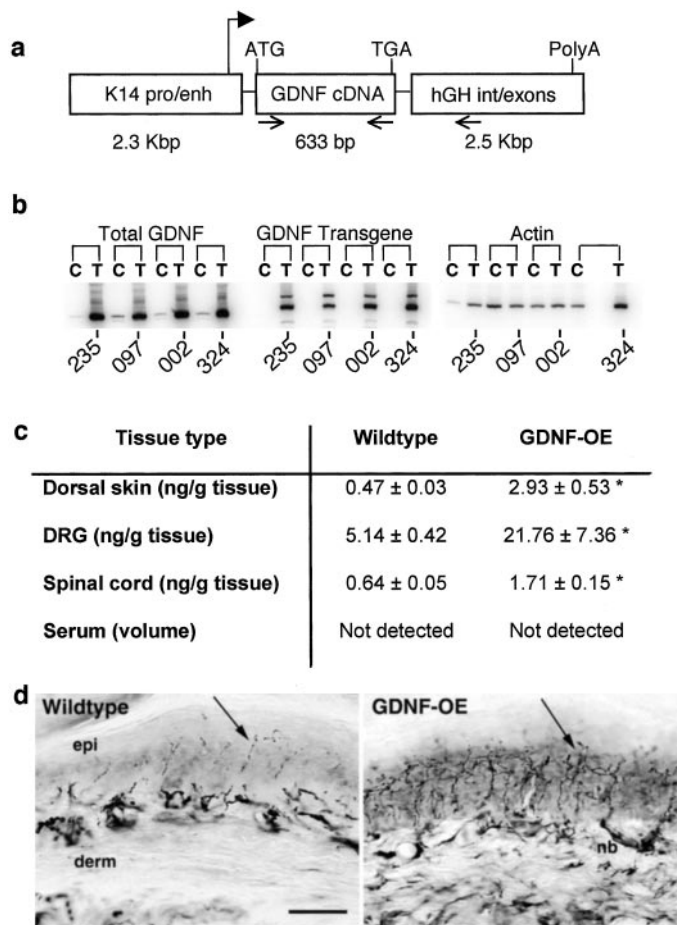 a
ATG TGA PolyA
K14 pro/enh GDNF cDNA hGH int/exons
2.3 Kbp 633 bp 2.5 Kbp
b
Total GDNF GDNF Transgene Actin
C T C T C T C T C T C T C T C T C T C T C T C T
235 097 002 324 235 097 002 324 235 097 002 324
c
Tissue type Wildtype GDNF-OE
Dorsal skin (ng/g tissue) 0.47 ± 0.03 2.93 ± 0.53 *
DRG (ng/g tissue) 5.14 ± 0.42 21.76 ± 7.36 *
Spinal cord (ng/g tissue) 0.64 ± 0.05 1.71 ± 0.15 *
Serum (volume) Not detected Not detected
d
Wildtype GDNF-OE
epi
nb
derm